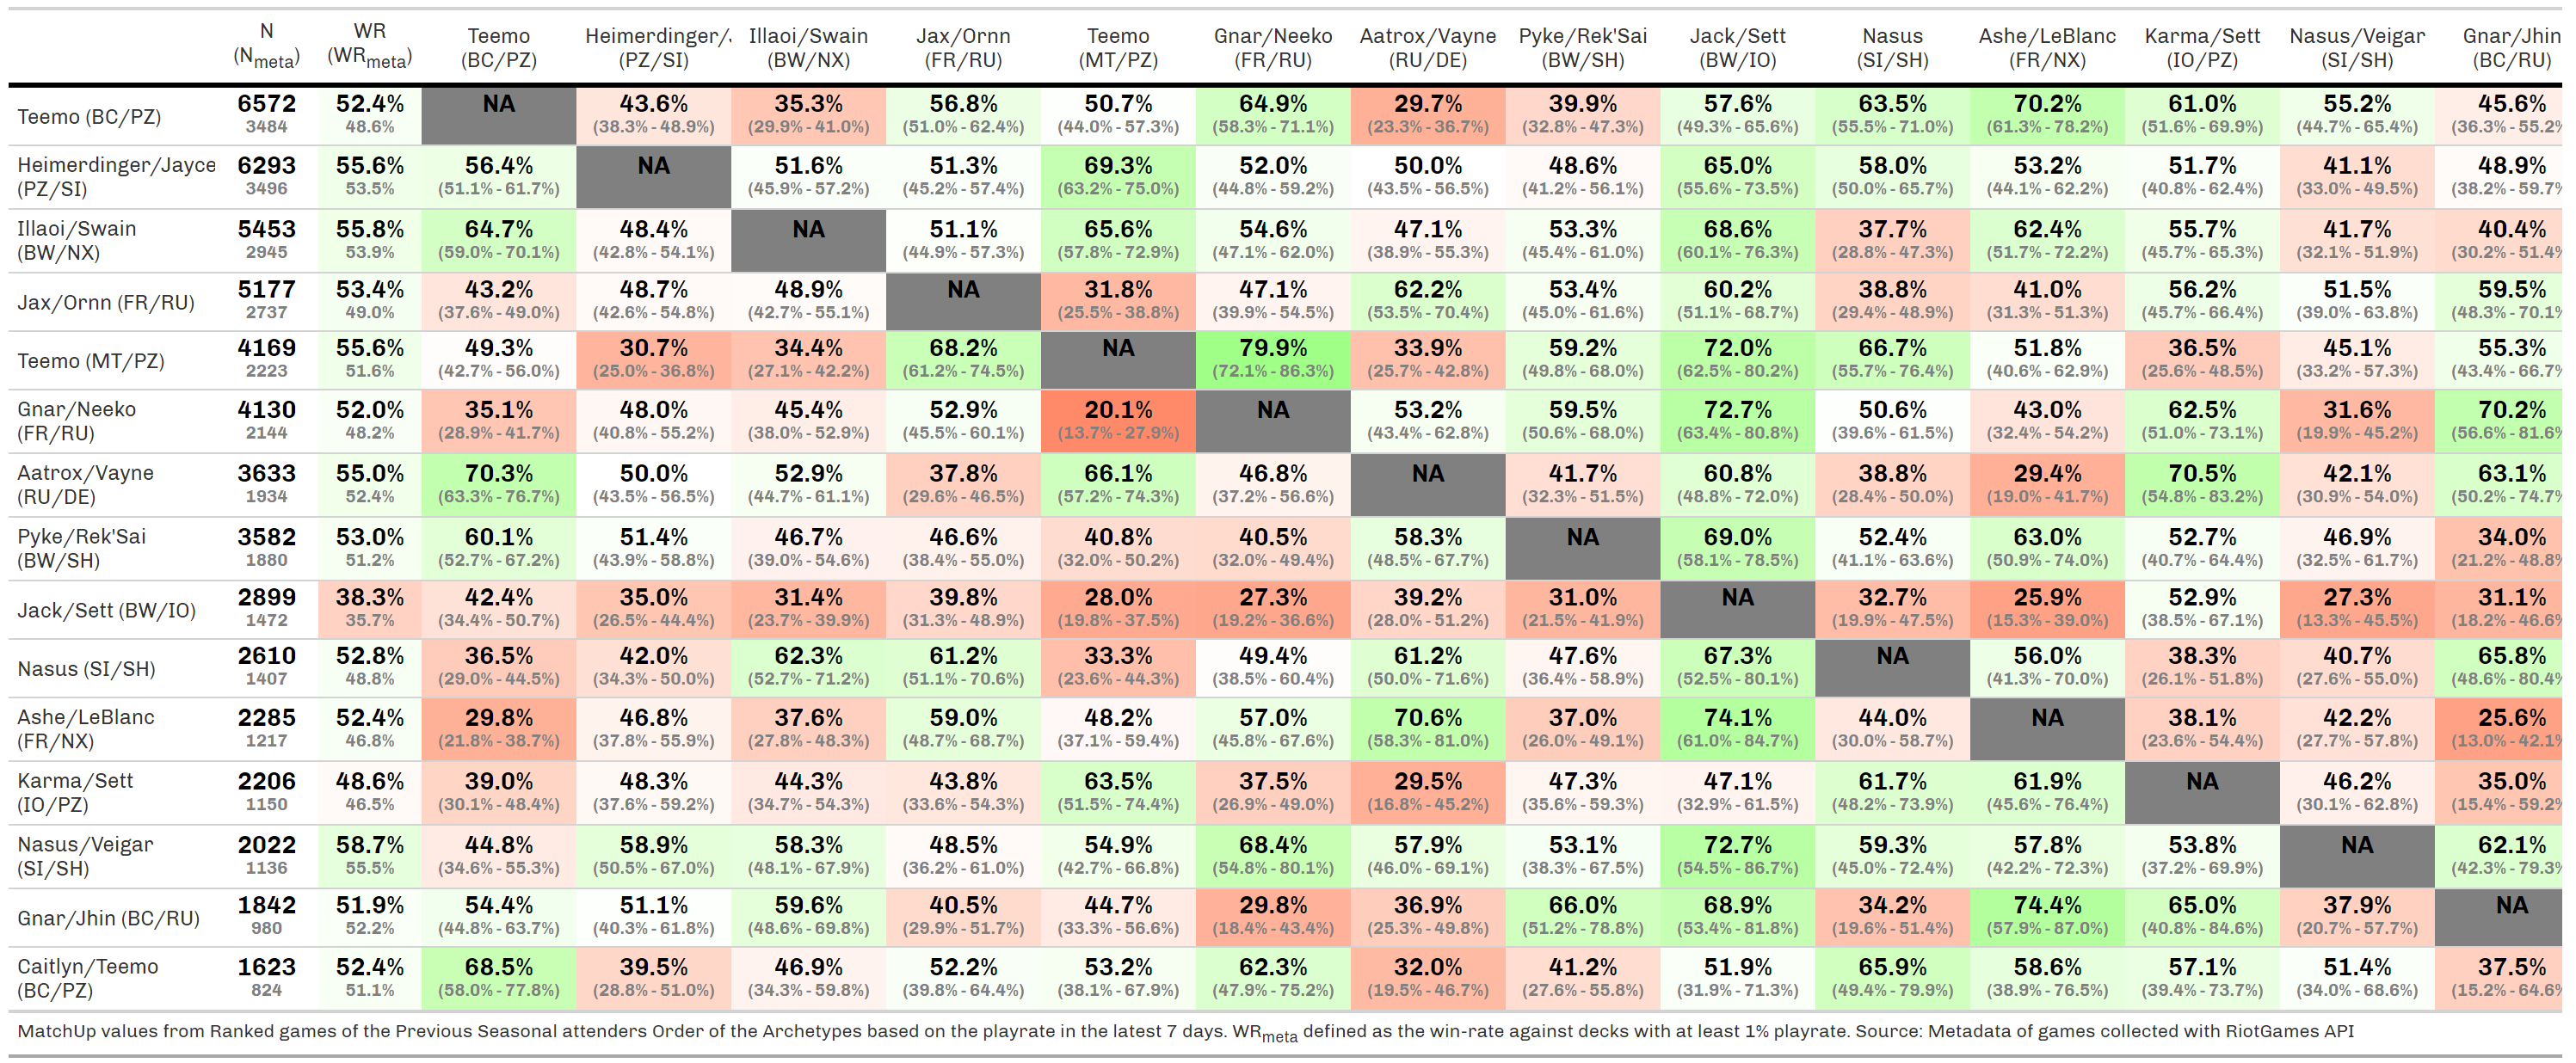 N WR Teemo Heimerdinger/ Illaoi/Swain Jax/Ornn Teemo Gnar/Neeko Aatrox/Vayne Pyke/Rek'Sai Jack/Sett Nasus Ashe/LeBlanc Karma/Sett Nasus/Veigar Gnar/Jhin
(Nmeta) (WRmeta) (BC/PZ) (PZ/SI) (BW/NX) (FR/RU) (MT/PZ) (FR/RU) (RU/DE) (BW/SH) (BW/IO) (SI/SH) (FR/NX) (IO/PZ) (SI/SH) (BC/RU)
Teemo (BC/PZ) 6572 52.4% NA 43.6% 35.3% 56.8% 50.7% 64.9% 29.7% 39.9% 57.6% 63.5% 70.2% 61.0% 55.2% 45.6%
3484 48.6% (38.3% - 48.9%) (29.9% - 41.0%) (51.0% - 62.4%) (44.0% - 57.3%) (58.3% - 71.1%) (23.3% - 36.7%) (32.8% - 47.3%) (49.3% - 65.6%) (55.5% - 71.0%) (61.3% - 78.2%) (51.6% - 69.9%) (44.7% - 65.4%) (36.3% - 55.2%
Heimerdinger/Jayce 6293 55.6% 56.4% NA 51.6% 51.3% 69.3% 52.0% 50.0% 48.6% 65.0% 58.0% 53.2% 51.7% 41.1% 48.9%
(PZ/SI) 3496 53.5% (51.1% - 61.7%) (45.9% - 57.2%) (45.2% - 57.4%) (63.2% - 75.0%) (44.8% - 59.2%) (43.5% - 56.5%) (41.2% - 56.1%) (55.6% - 73.5%) (50.0% - 65.7%) (44.1% - 62.2%) (40.8% - 62.4%) (33.0% - 49.5%) (38.2% - 59.7%
Illaoi/Swain 5453 55.8% 64.7% 48.4% NA 51.1% 65.6% 54.6% 47.1% 53.3% 68.6% 37.7% 62.4% 55.7% 41.7% 40.4%
(BW/NX) 2945 53.9% (59.0% - 70.1%) (42.8% - 54.1%) (44.9% - 57.3%) (57.8% - 72.9%) (47.1% - 62.0%) (38.9% - 55.3%) (45.4% - 61.0%) (60.1% - 76.3%) (28.8% - 47.3%) (51.7% - 72.2%) (45.7% - 65.3%) (32.1% - 51.9%) (30.2% - 51.4%
Jax/Ornn (FR/RU) 5177 53.4% 43.2% 48.7% 48.9% NA 31.8% 47.1% 62.2% 53.4% 60.2% 38.8% 41.0% 56.2% 51.5% 59.5%
2737 49.0% (37.6% - 49.0%) (42.6% - 54.8%) (42.7% - 55.1%) (25.5% - 38.8%) (39.9% - 54.5%) (53.5% - 70.4%) (45.0% - 61.6%) (51.1% - 68.7%) (29.4% - 48.9%) (31.3% - 51.3%) (45.7% - 66.4%) (39.0% - 63.8%) (48.3% - 70.1%
Teemo (MT/PZ) 4169 55.6% 49.3% 30.7% 34.4% 68.2% NA 79.9% 33.9% 59.2% 72.0% 66.7% 51.8% 36.5% 45.1% 55.3%
2223 51.6% (42.7% - 56.0%) (25.0% - 36.8%) (27.1% - 42.2%) (61.2% - 74.5%) (72.1% - 86.3%) (25.7% - 42.8%) (49.8% - 68.0%) (62.5% - 80.2%) (55.7% - 76.4%) (40.6% - 62.9%) (25.6% - 48.5%) (33.2% - 57.3%) (43.4% - 66.7%
Gnar/Neeko 4130 52.0% 35.1% 48.0% 45.4% 52.9% 20.1% NA 53.2% 59.5% 72.7% 50.6% 43.0% 62.5% 31.6% 70.2%
(FR/RU) 2144 48.2% (28.9% - 41.7%) (40.8% - 55.2%) (38.0% - 52.9%) (45.5% - 60.1%) (13.7% - 27.9%) (43.4% - 62.8%) (50.6% - 68.0%) (63.4% - 80.8%) (39.6% - 61.5%) (32.4% - 54.2%) (51.0% - 73.1%) (19.9% - 45.2%) (56.6% - 81.6%
Aatrox/Vayne 3633 55.0% 70.3% 50.0% 52.9% 37.8% 66.1% 46.8% NA 41.7% 60.8% 38.8% 29.4% 70.5% 42.1% 63.1%
(RU/DE) 1934 52.4% (63.3% - 76.7%) (43.5% - 56.5%) (44.7% - 61.1%) (29.6% - 46.5%) (57.2% - 74.3%) (37.2% - 56.6%) (32.3% - 51.5%) (48.8% - 72.0%) (28.4% - 50.0%) (19.0% - 41.7%) (54.8% - 83.2%) (30.9% - 54.0%) (50.2% - 74.7%
Pyke/Rek'Sai 3582 53.0% 60.1% 51.4% 46.7% 46.6% 40.8% 40.5% 58.3% NA 69.0% 52.4% 63.0% 52.7% 46.9% 34.0%
(BW/SH) 1880 51.2% (52.7% - 67.2%) (43.9% - 58.8%) (39.0% - 54.6%) (38.4% - 55.0%) (32.0% - 50.2%) (32.0% - 49.4%) (48.5% - 67.7%) (58.1% - 78.5%) (41.1% - 63.6%) (50.9% - 74.0%) (40.7% - 64.4%) (32.5% - 61.7%) (21.2% - 48.8%
Jack/Sett (BW/IO) 2899 38.3% 42.4% 35.0% 31.4% 39.8% 28.0% 27.3% 39.2% 31.0% NA 32.7% 25.9% 52.9% 27.3% 31.1%
1472 35.7% (34.4% - 50.7%) (26.5% - 44.4%) (23.7% - 39.9%) (31.3% - 48.9%) (19.8% - 37.5%) (19.2% - 36.6%) (28.0% - 51.2%) (21.5% - 41.9%) (19.9% - 47.5%) (15.3% - 39.0%) (38.5% - 67.1%) (13.3% - 45.5%) (18.2% - 46.6%
Nasus (SI/SH) 2610 52.8% 36.5% 42.0% 62.3% 61.2% 33.3% 49.4% 61.2% 47.6% 67.3% NA 56.0% 38.3% 40.7% 65.8%
1407 48.8% (29.0% - 44.5%) (34.3% - 50.0%) (52.7% - 71.2%) (51.1% - 70.6%) (23.6% - 44.3%) (38.5% - 60.4%) (50.0% - 71.6%) (36.4% - 58.9%) (52.5% - 80.1%) (41.3% - 70.0%) (26.1% - 51.8%) (27.6% - 55.0%) (48.6% - 80.4%
Ashe/LeBlanc 2285 52.4% 29.8% 46.8% 37.6% 59.0% 48.2% 57.0% 70.6% 37.0% 74.1% 44.0% NA 38.1% 42.2% 25.6%
(FR/NX) 1217 46.8% (21.8% - 38.7%) (37.8% - 55.9%) (27.8% - 48.3%) (48.7% - 68.7%) (37.1% - 59.4%) (45.8% - 67.6%) (58.3% - 81.0%) (26.0% - 49.1%) (61.0% - 84.7%) (30.0% - 58.7%) (23.6% - 54.4%) (27.7% - 57.8%) (13.0% - 42.1%
Karma/Sett 2206 48.6% 39.0% 48.3% 44.3% 43.8% 63.5% 37.5% 29.5% 47.3% 47.1% 61.7% 61.9% NA 46.2% 35.0%
(IO/PZ) 1150 46.5% (30.1% - 48.4%) (37.6% - 59.2%) (34.7% - 54.3%) (33.6% - 54.3%) (51.5% - 74.4%) (26.9% - 49.0%) (16.8% - 45.2%) (35.6% - 59.3%) (32.9% - 61.5%) (48.2% - 73.9%) (45.6% - 76.4%) (30.1% - 62.8%) (15.4% - 59.2%
Nasus/Veigar 2022 58.7% 44.8% 58.9% 58.3% 48.5% 54.9% 68.4% 57.9% 53.1% 72.7% 59.3% 57.8% 53.8% NA 62.1%
(SI/SH) 1136 55.5% (34.6% - 55.3%) (50.5% - 67.0%) (48.1% - 67.9%) (36.2% - 61.0%) (42.7% - 66.8%) (54.8% - 80.1%) (46.0% - 69.1%) (38.3% - 67.5%) (54.5% - 86.7%) (45.0% - 72.4%) (42.2% - 72.3%) (37.2% - 69.9%) (42.3% - 79.3%
Gnar/Jhin (BC/RU) 1842 51.9% 54.4% 51.1% 59.6% 40.5% 44.7% 29.8% 36.9% 66.0% 68.9% 34.2% 74.4% 65.0% 37.9% NA
980 52.2% (44.8% - 63.7%) (40.3% - 61.8%) (48.6% - 69.8%) (29.9% - 51.7%) (33.3% - 56.6%) (18.4% - 43.4%) (25.3% - 49.8%) (51.2% - 78.8%) (53.4% - 81.8%) (19.6% - 51.4%) (57.9% - 87.0%) (40.8% - 84.6%) (20.7% - 57.7%)
Caitlyn/Teemo 1623 52.4% 68.5% 39.5% 46.9% 52.2% 53.2% 62.3% 32.0% 41.2% 51.9% 65.9% 58.6% 57.1% 51.4% 37.5%
(BC/PZ) 824 51.1% (58.0% - 77.8%) (28.8% - 51.0%) (34.3% - 59.8%) (39.8% - 64.4%) (38.1% - 67.9%) (47.9% - 75.2%) (19.5% - 46.7%) (27.6% - 55.8%) (31.9% - 71.3%) (49.4% - 79.9%) (38.9% - 76.5%) (39.4% - 73.7%) (34.0% - 68.6%) (15.2% - 64.6%
MatchUp values from Ranked games of the Previous Seasonal attenders Order of the Archetypes based on the playrate in the latest 7 days. WRmeta defined as the win-rate against decks with at least 1% playrate. Source: Metadata of games collected with RiotGames API